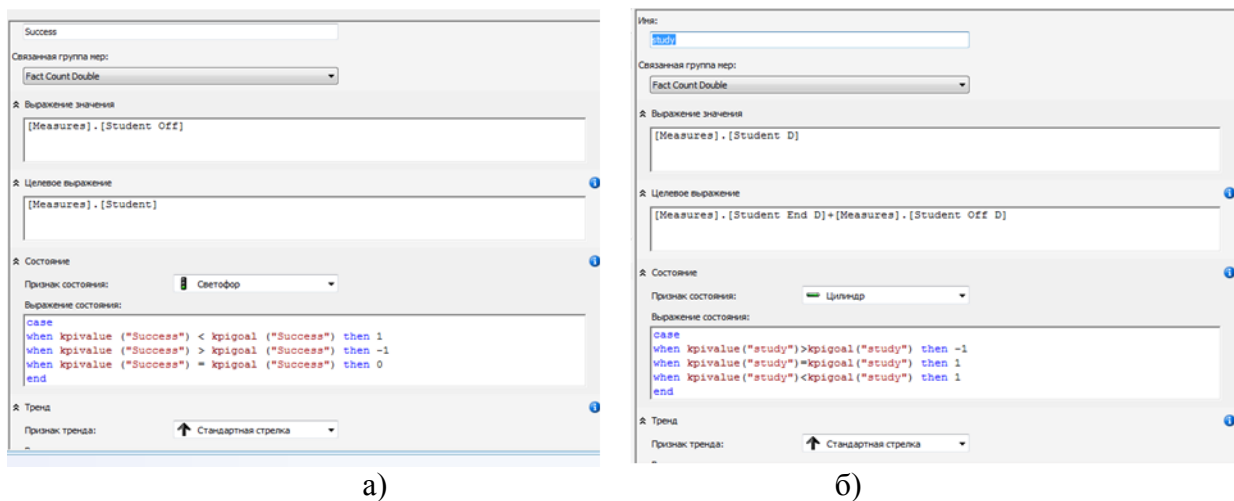 Success
Связанная группа мер:
Fact Count Double
Выражение значения
[Measures].[Student Off]
Целевое выражение
[Measures].[Student]
Состояние
Признак состояния:
Светофор
Выражение состояния:
case
when kpivalue ("Success") < kpigoal ("Success") then 1
when kpivalue ("Success") > kpigoal ("Success") then -1
when kpivalue ("Success") = kpigoal ("Success") then 0
end
Тренд
Признак тренда:
Стандартная стрелка
а)
Имя:
study
Связанная группа мер:
Fact Count Double
Выражение значения
[Measures].[Student D]
Целевое выражение
[Measures].[Student End D]+[Measures].[Student Off D]
Состояние
Признак состояния:
Цилиндр
Выражение состояния:
case
when kpivalue("study")>kpigoal("study") then -1
when kpivalue("study")=kpigoal("study") then 1
when kpivalue("study")<kpigoal("study") then 1
end
Тренд
Признак тренда:
Стандартная стрелка
б)